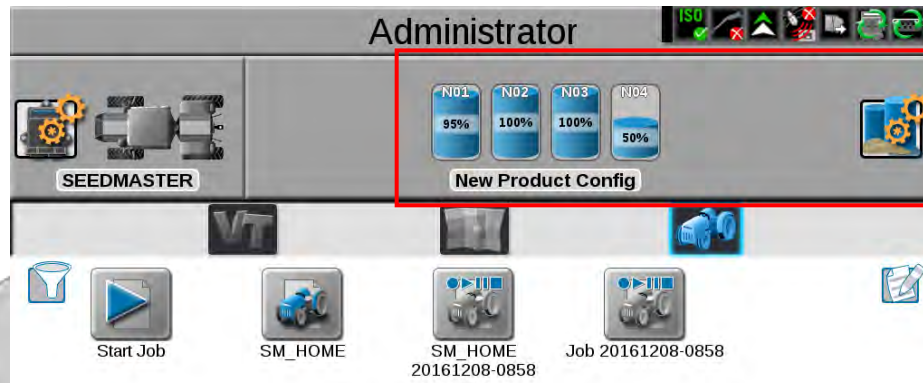 Administrator
ISO
N01 N02 N03 N04
95% 100% 100% 50%
SEEDMASTER
New Product Config
VT
Start Job
SM_HOME
SM_HOME
20161208-0858
Job 20161208-0858